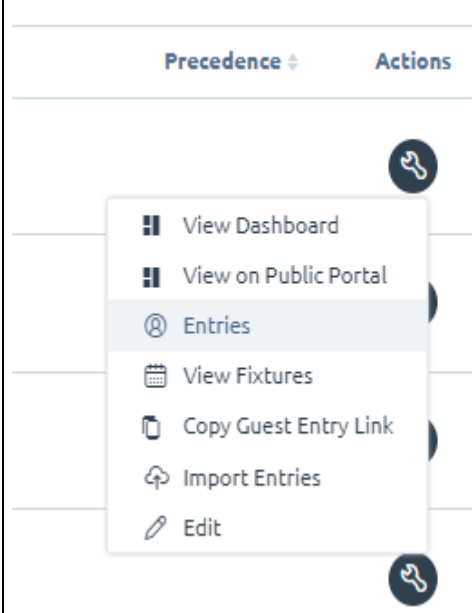 Precedence Actions
View Dashboard
View on Public Portal
Entries
View Fixtures
Copy Guest Entry Link
Import Entries
Edit